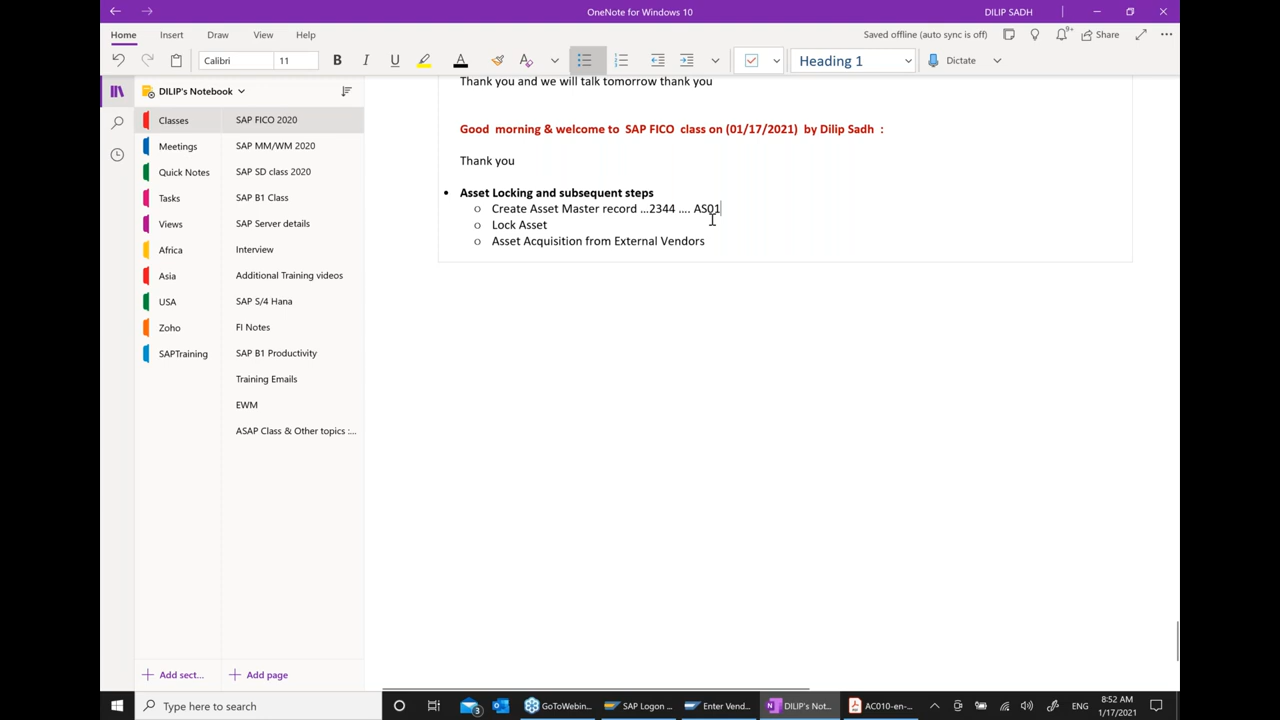 OneNote for Windows 10
DILIP SADH
Home
Insert
Draw
View
Help
Saved offline (auto sync is off)
9+
Share
Calibri
11
B
I
U
A
Heading 1
Dictate
DILIP's Notebook
Classes
Meetings
Quick Notes
Tasks
Views
Africa
Asia
USA
Zoho
SAPTraining
SAP FICO 2020
SAP MM/WM 2020
SAP SD class 2020
SAP B1 Class
SAP Server details
Interview
Additional Training videos
SAP S/4 Hana
FI Notes
SAP B1 Productivity
Training Emails
EWM
ASAP Class & Other topics :...
Thank you and we will talk tomorrow thank you
Good morning & welcome to SAP FICO class on (01/17/2021) by Dilip Sadh :
Thank you
• Asset Locking and subsequent steps
o Create Asset Master record ...2344 .... AS01
o Lock Asset
o Asset Acquisition from External Vendors
+ Add sect...
+ Add page
Type here to search
3
GoToWebin...
SAP Logon ...
Enter Vend...
DILIP's Not...
AC010-en-...
ENG
8:52 AM
1/17/2021